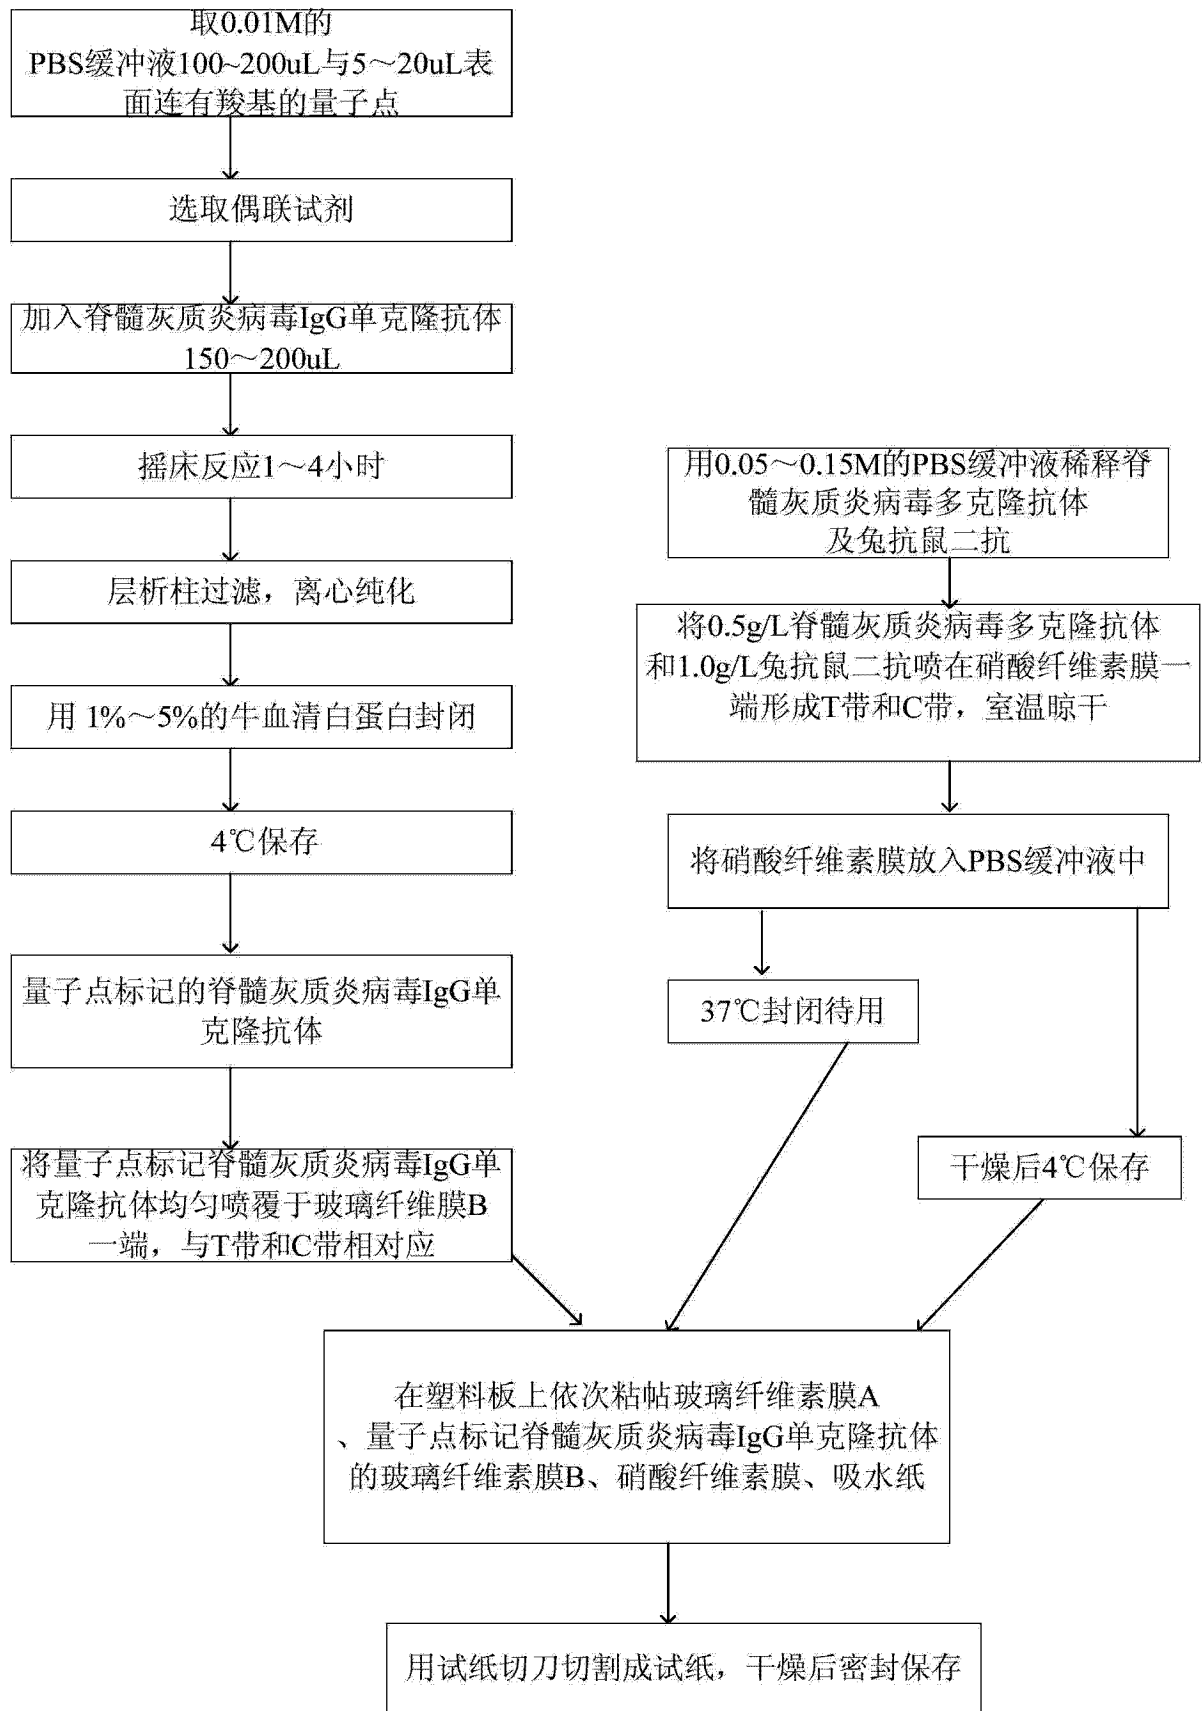 取0.01M的
PBS缓冲液100~200uL与5～20uL表
面连有羧基的量子点
选取偶联试剂
加入脊髓灰质炎病毒IgG单克隆抗体
150～200uL
摇床反应1～4小时
层析柱过滤，离心纯化
用 1%～5%的牛血清白蛋白封闭
4℃保存
量子点标记的脊髓灰质炎病毒IgG单
克隆抗体
将量子点标记脊髓灰质炎病毒IgG单
克隆抗体均匀喷覆于玻璃纤维膜B
一端，与T带和C带相对应
用0.05～0.15M的PBS缓冲液稀释脊
髓灰质炎病毒多克隆抗体
及兔抗鼠二抗
将0.5g/L脊髓灰质炎病毒多克隆抗体
和1.0g/L兔抗鼠二抗喷在硝酸纤维素膜一
端形成T带和C带，室温晾干
将硝酸纤维素膜放入PBS缓冲液中
37℃封闭待用
干燥后4℃保存
在塑料板上依次粘帖玻璃纤维素膜A
、量子点标记脊髓灰质炎病毒IgG单克隆抗体
的玻璃纤维素膜B、硝酸纤维素膜、吸水纸
用试纸切刀切割成试纸，干燥后密封保存